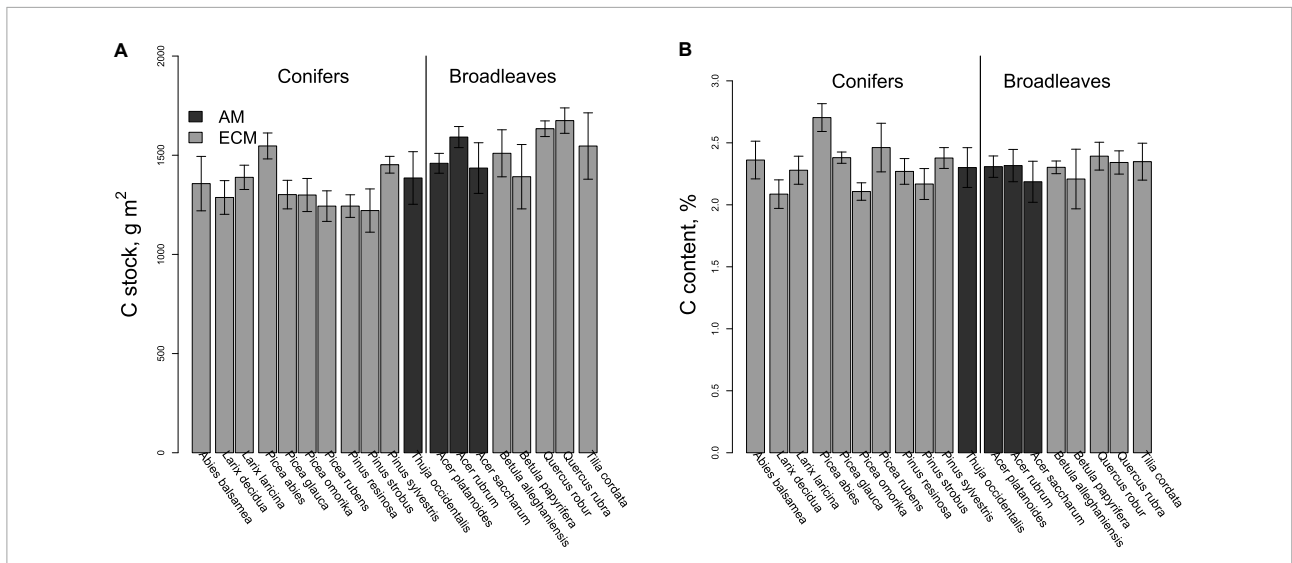 A
Conifers
Broadleaves
AM
ECM
C stock, g m2
0
500
1000
1500
2000
Abies balsamea
Larix decidua
Larix laricina
Picea abies
Picea glauca
Picea omorika
Picea rubens
Pinus resinosa
Pinus strobus
Pinus sylvestris
Thuja occidentalis
Acer platanoides
Acer rubrum
Acer saccharum
Betula alleghaniensis
Betula papyrifera
Quercus robur
Quercus rubra
Tilia cordata
B
Conifers
Broadleaves
C content, %
0.0
0.5
1.0
1.5
2.0
2.5
3.0
Abies balsamea
Larix decidua
Larix laricina
Picea abies
Picea glauca
Picea omorika
Picea rubens
Pinus resinosa
Pinus strobus
Pinus sylvestris
Thuja occidentalis
Acer platanoides
Acer rubrum
Acer saccharum
Betula alleghaniensis
Betula papyrifera
Quercus robur
Quercus rubra
Tilia cordata